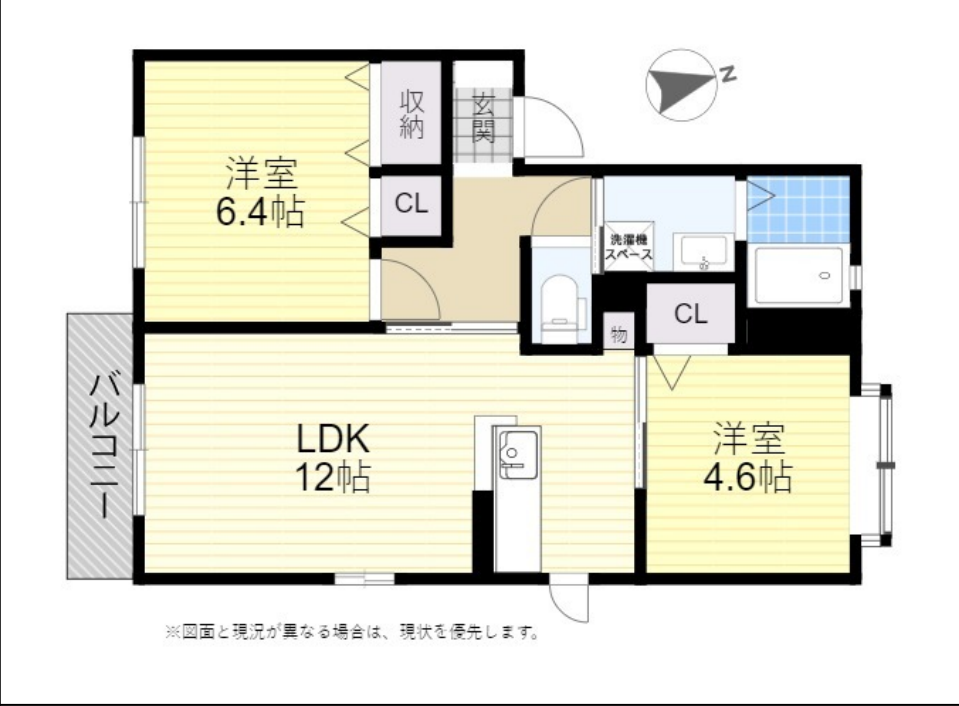 N
収納
玄関
洋室
6.4帖
CL
洗濯機
スペース
CL
物
バルコニー
LDK
12帖
洋室
4.6帖
※図面と現況が異なる場合は、現状を優先します。